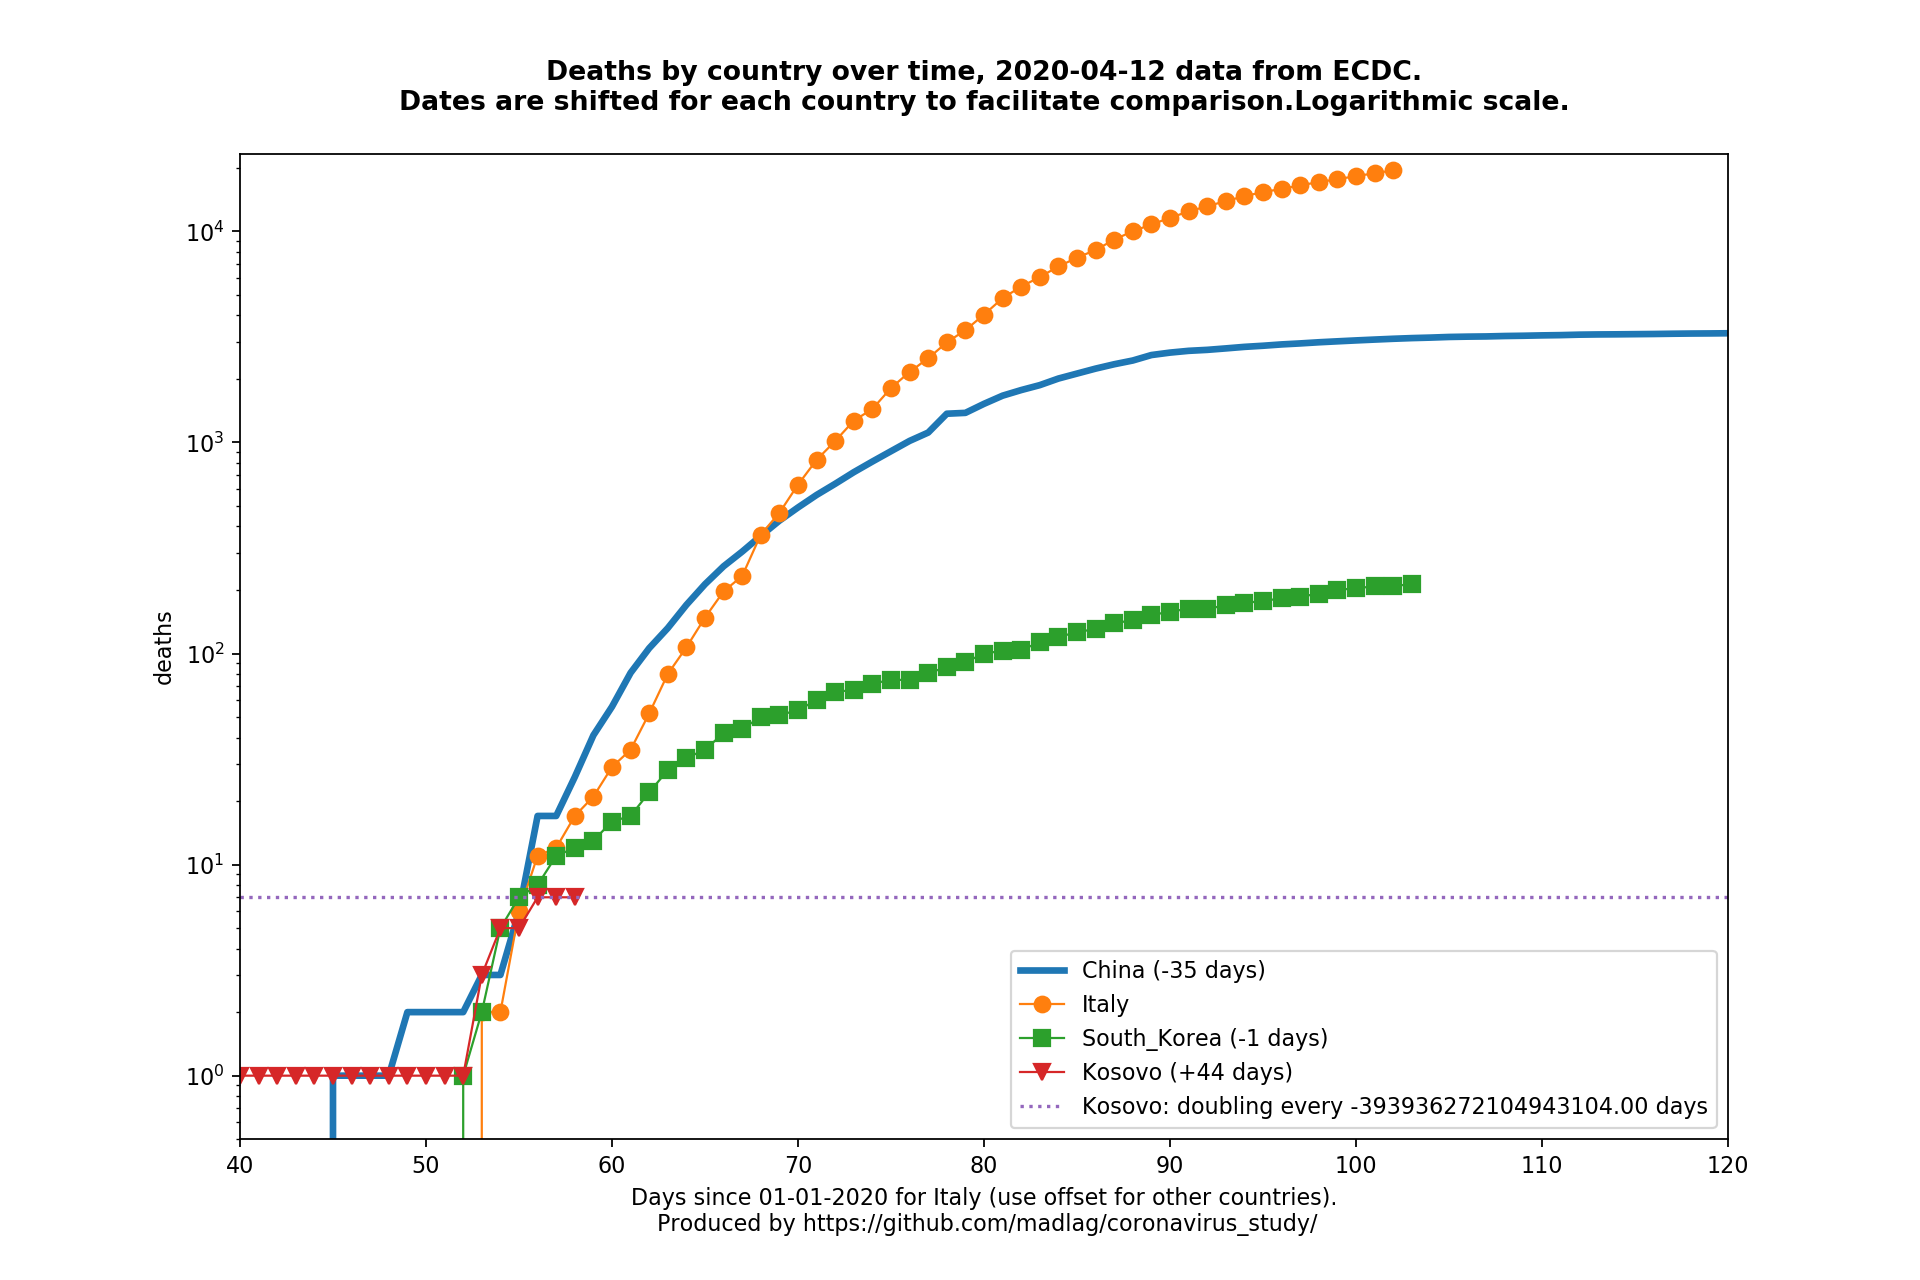 Deaths by country over time, 2020-04-12 data from ECDC.
Dates are shifted for each country to facilitate comparison.Logarithmic scale.
deaths
10^4
10^3
10^2
10^1
10^0
China (-35 days)
Italy
South_Korea (-1 days)
Kosovo (+44 days)
Kosovo: doubling every -393936272104943104.00 days
40 50 60 70 80 90 100 110 120
Days since 01-01-2020 for Italy (use offset for other countries).
Produced by https://github.com/madlag/coronavirus_study/